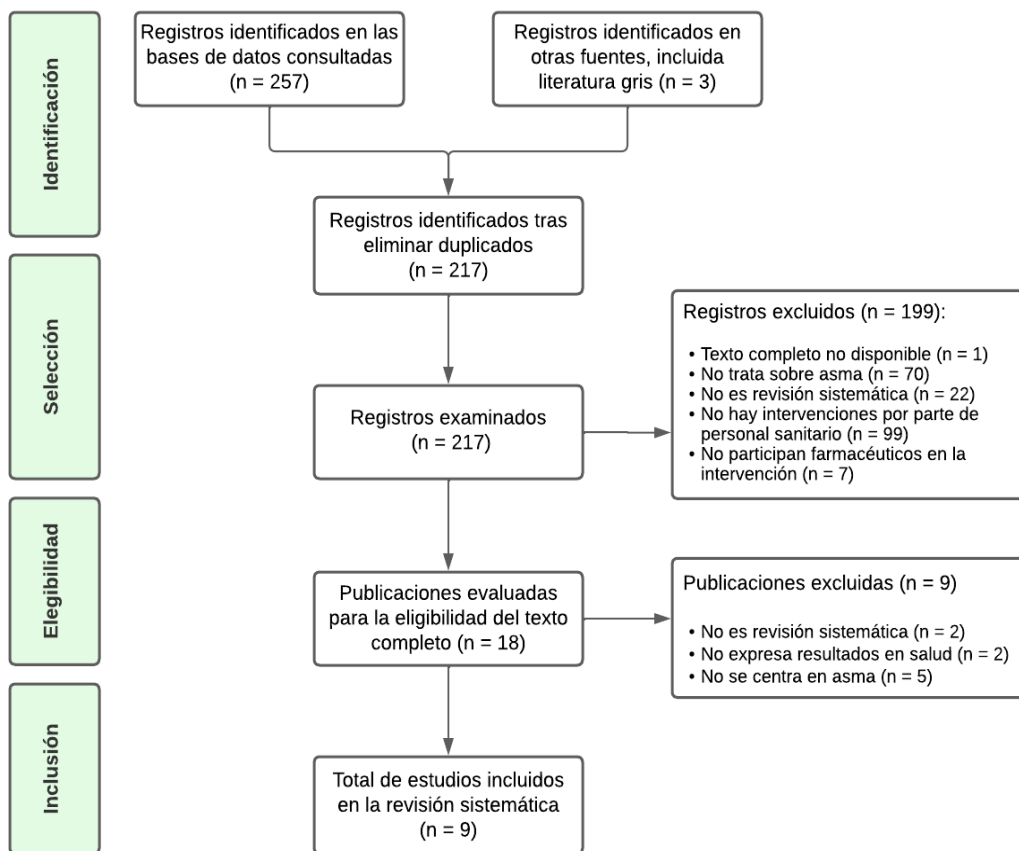 Identificación
Registros identificados en las
bases de datos consultadas
(n = 257)
Registros identificados en
otras fuentes, incluida
literatura gris (n = 3)
Registros identificados tras
eliminar duplicados
(n = 217)
Selección
Registros examinados
(n = 217)
Registros excluidos (n = 199):
• Texto completo no disponible (n = 1)
• No trata sobre asma (n = 70)
• No es revisión sistemática (n = 22)
• No hay intervenciones por parte de
personal sanitario (n = 99)
• No participan farmacéuticos en la
intervención (n = 7)
Elegibilidad
Publicaciones evaluadas
para la eligibilidad del texto
completo (n = 18)
Publicaciones excluidas (n = 9)
• No es revisión sistemática (n = 2)
• No expresa resultados en salud (n = 2)
• No se centra en asma (n = 5)
Inclusión
Total de estudios incluidos
en la revisión sistemática
(n = 9)